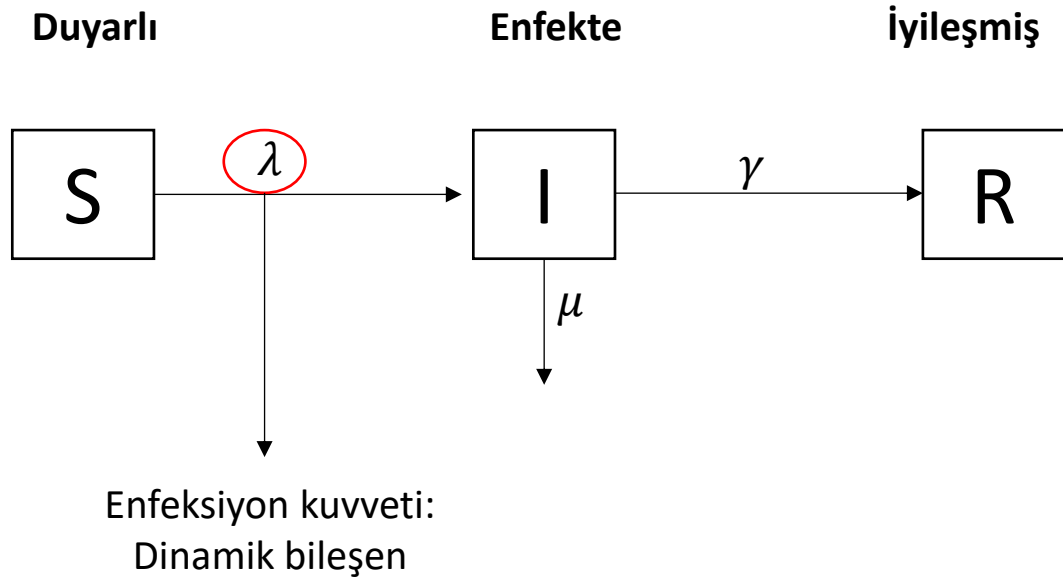 Duyarlı Enfekte İyileşmiş
λ
S I γ R
μ
Enfeksiyon kuvveti:
Dinamik bileşen